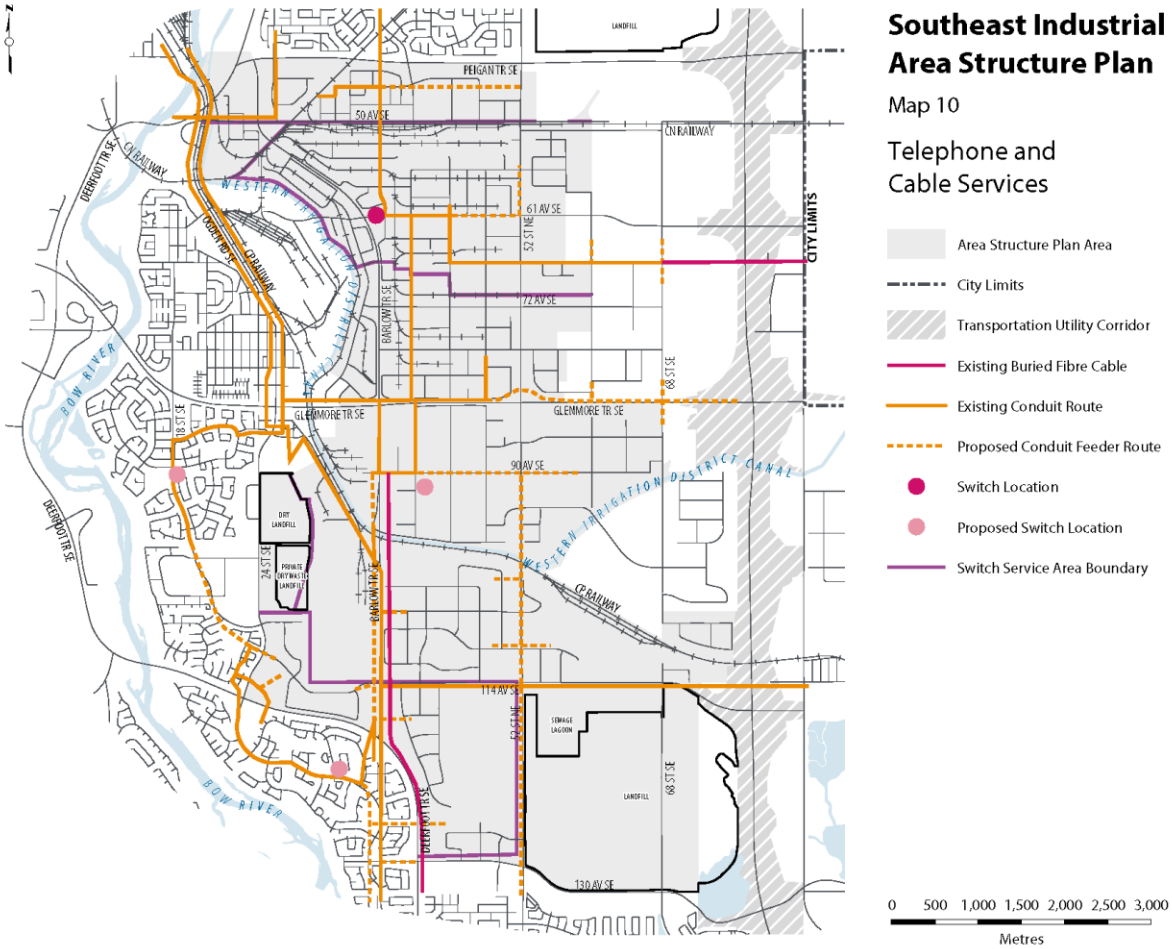 Southeast Industrial
Area Structure Plan
Map 10
Telephone and
Cable Services
Area Structure Plan Area
City Limits
Transportation Utility Corridor
Existing Buried Fibre Cable
Existing Conduit Route
Proposed Conduit Feeder Route
Switch Location
Proposed Switch Location
Switch Service Area Boundary
0 500 1,000 1,500 2,000 2,500 3,000
Metres
N
LANDFILL
PEIGAN TR SE
50 AV SE
CN RAILWAY
CN RAILWAY
DEERFOOT TR SE
WESTERN IRRIGATION DISTRICT CANAL
61 AV SE
52 ST NE
CITY LIMITS
OGDEN RD SE
CP RAILWAY
BARLOW TR SE
72 AV SE
BOW RIVER
68 ST SE
GLENMORE TR SE
GLENMORE TR SE
18 ST SE
90 AV SE
WESTERN IRRIGATION DISTRICT CANAL
DRY
LANDFILL
DEERFOOT TR SE
24 ST SE
PRIVATE
DRY WASTE
LANDFILL
BARLOW TR SE
CP RAILWAY
114 AV SE
52 ST NE
SEWAGE
LAGOON
68 ST SE
LANDFILL
BOW RIVER
DEERFOOT TR SE
130 AV SE